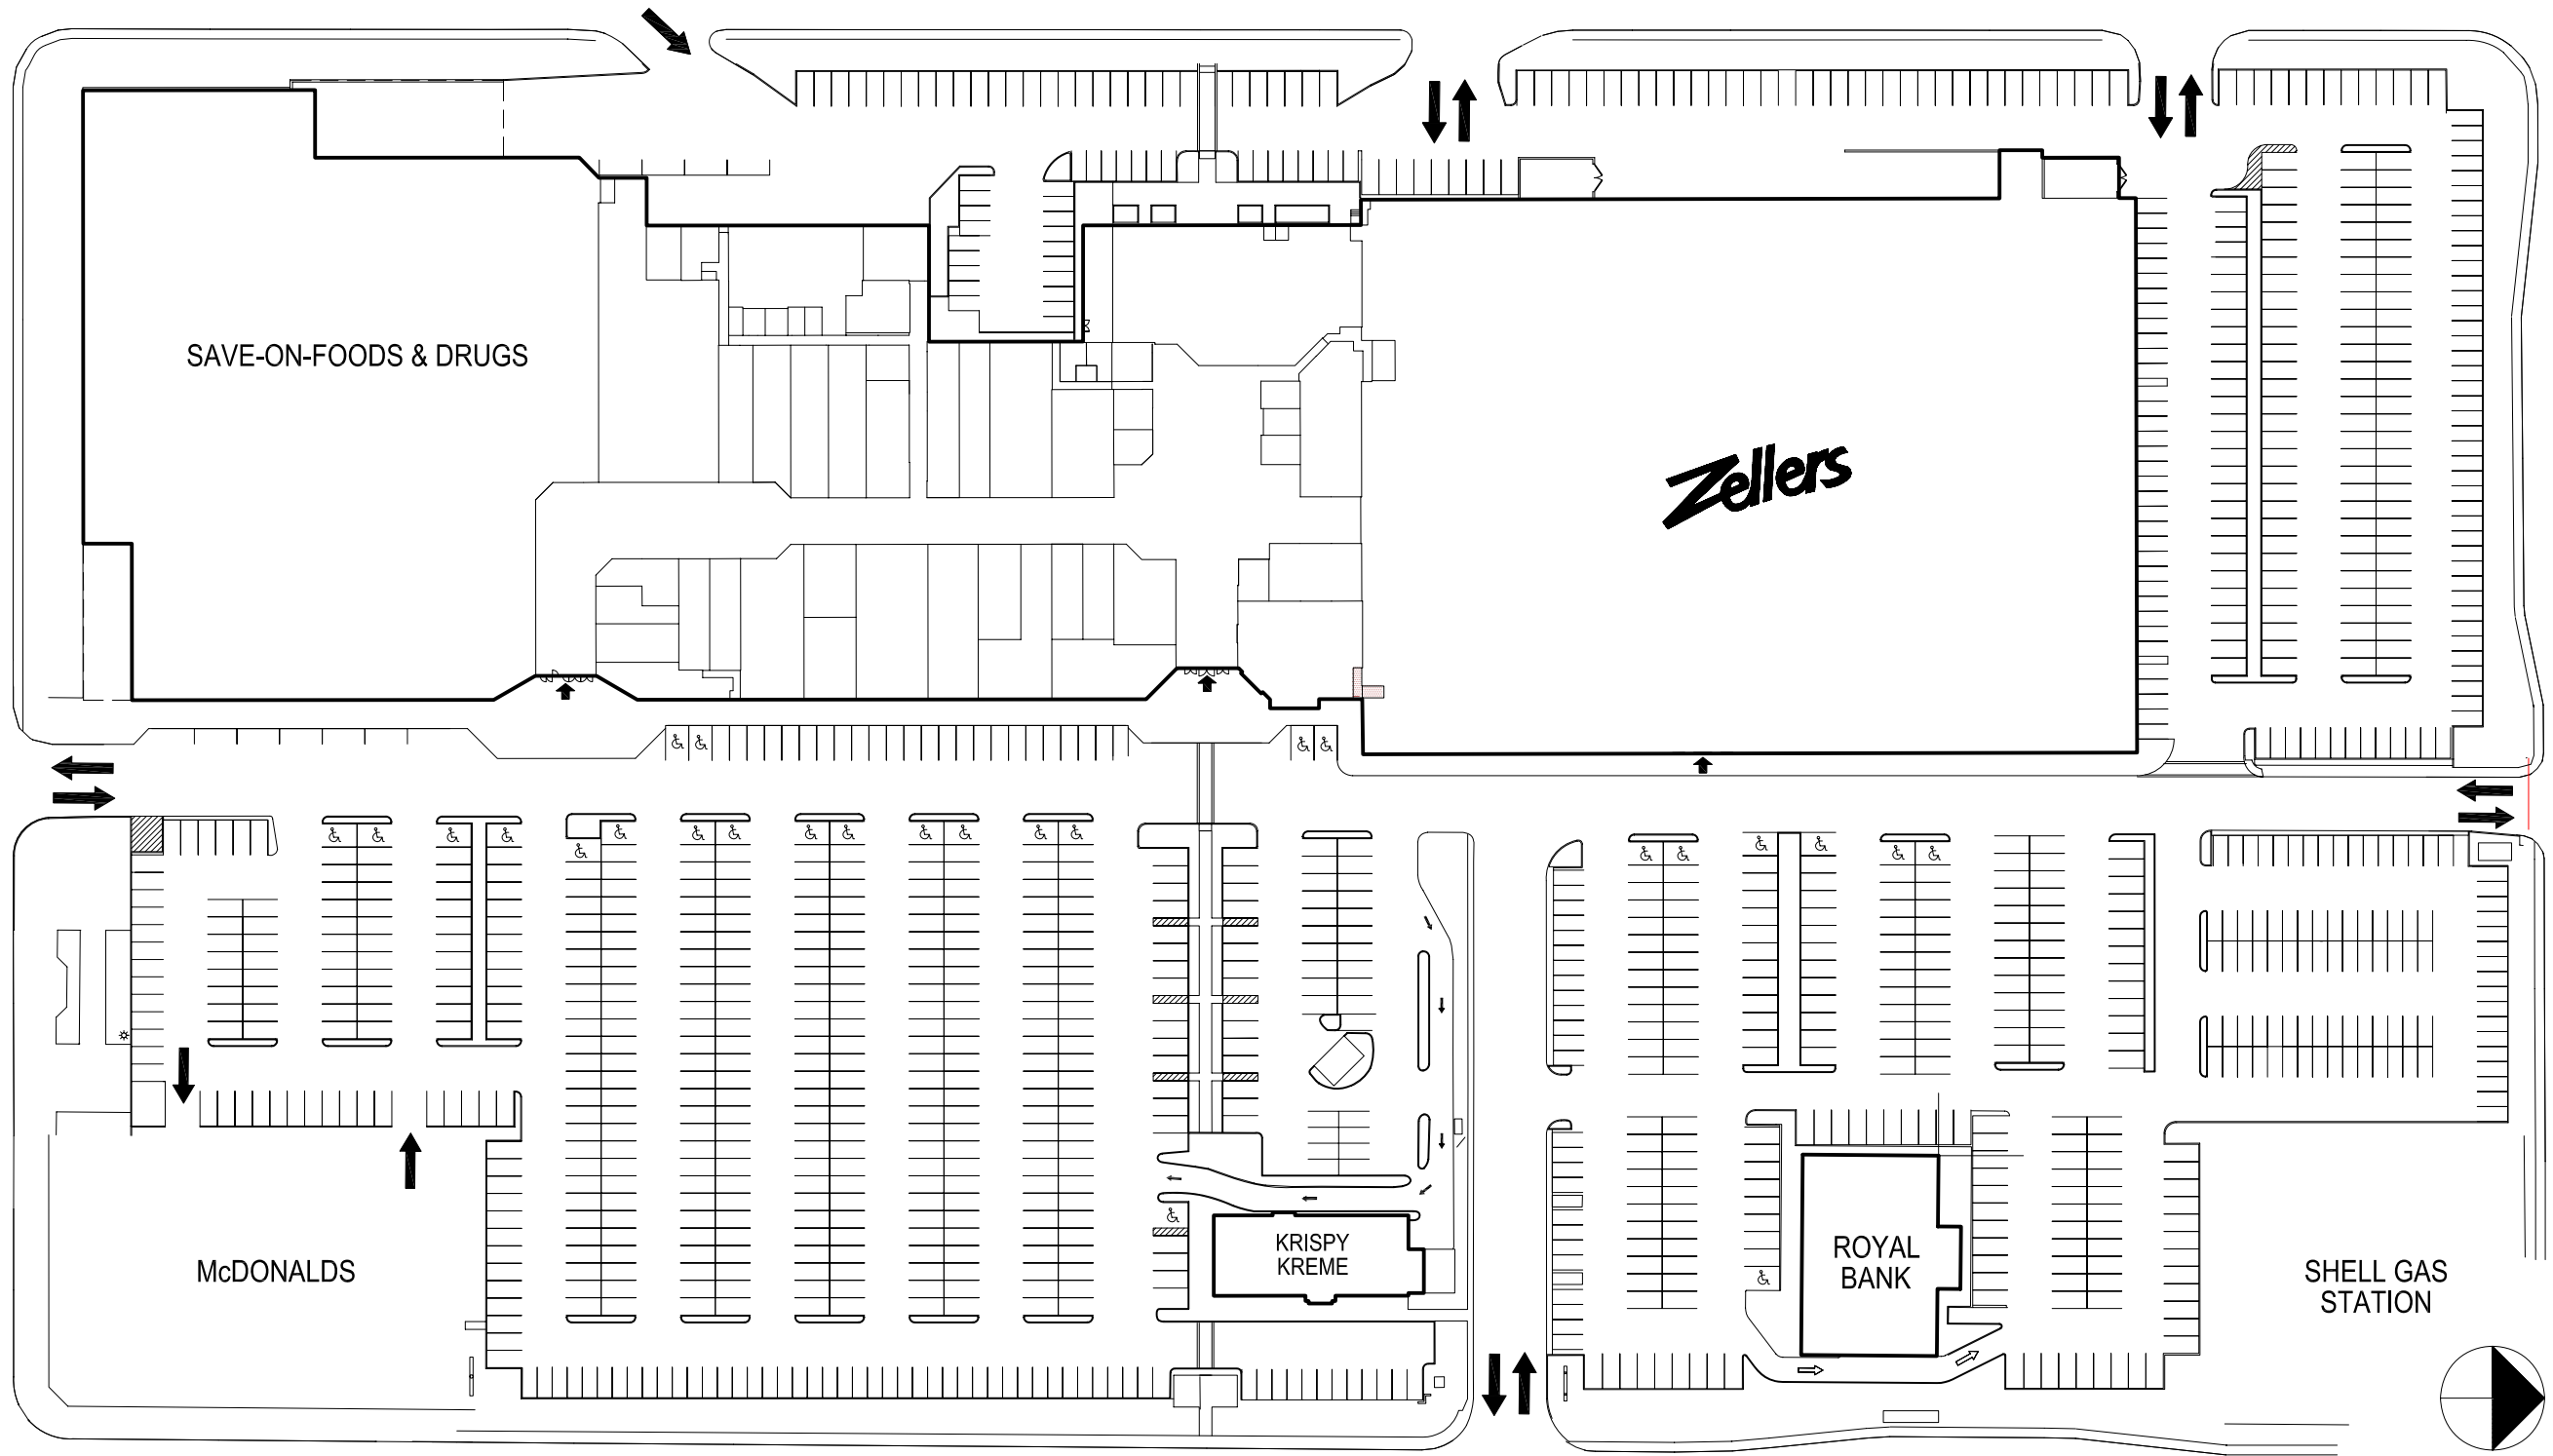 SAVE-ON-FOODS & DRUGS
Zellers
McDONALDS
KRISPY
KREME
ROYAL
BANK
SHELL GAS
STATION